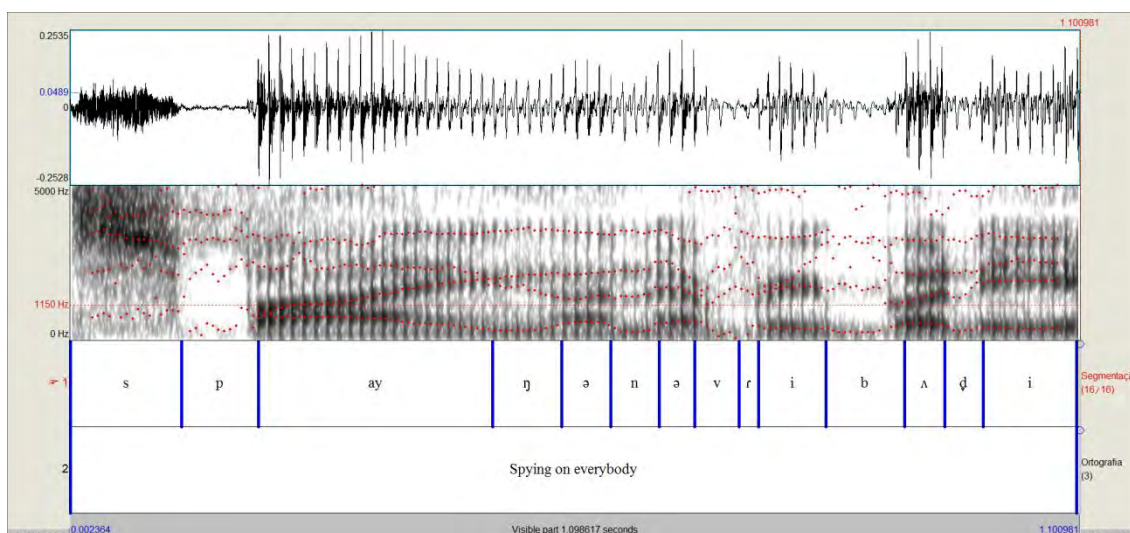 1.100981
0.2535
0.0489
0
-0.2528
5000 Hz
1150 Hz
0 Hz
1
s p ay ŋ ə n ə v ɾ i b ʌ i
Segmentaçã
(16/16)
2
Spying on everybody
Ortografia
(3)
0.002364
Visible part 1.098617 seconds
1.100981